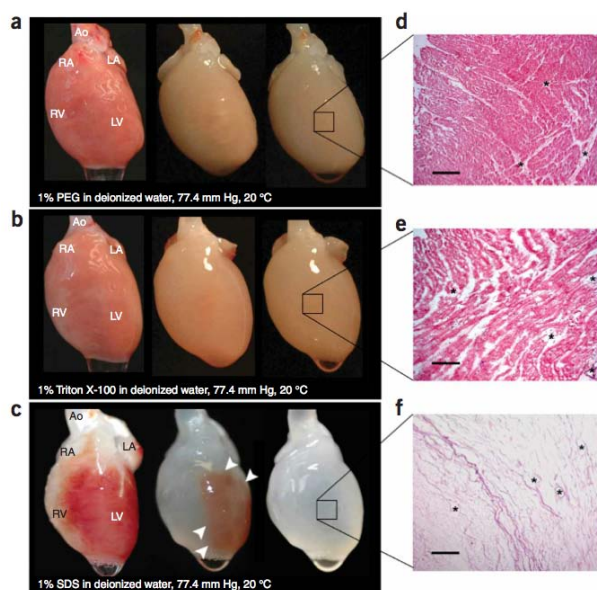 a
Ao
RA
LA
RV
LV
1% PEG in deionized water, 77.4 mm Hg, 20 °C
d
*
*
*
b
Ao
RA
LA
RV
LV
1% Triton X-100 in deionized water, 77.4 mm Hg, 20 °C
e
*
*
*
*
c
Ao
RA
LA
RV
LV
1% SDS in deionized water, 77.4 mm Hg, 20 °C
f
*
*
*
*